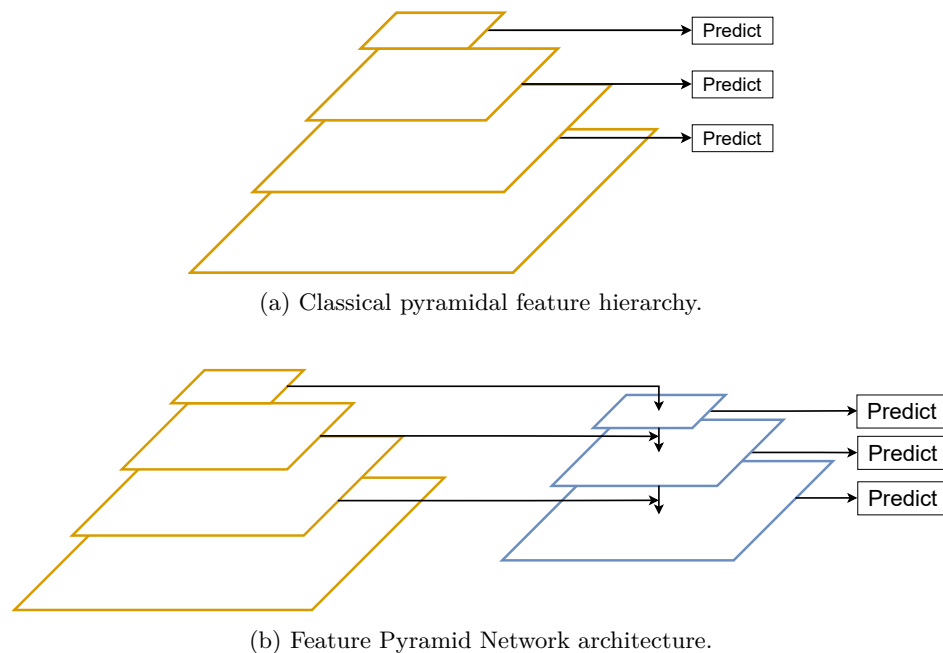 Predict
Predict
Predict
(a) Classical pyramidal feature hierarchy.
Predict
Predict
Predict
(b) Feature Pyramid Network architecture.